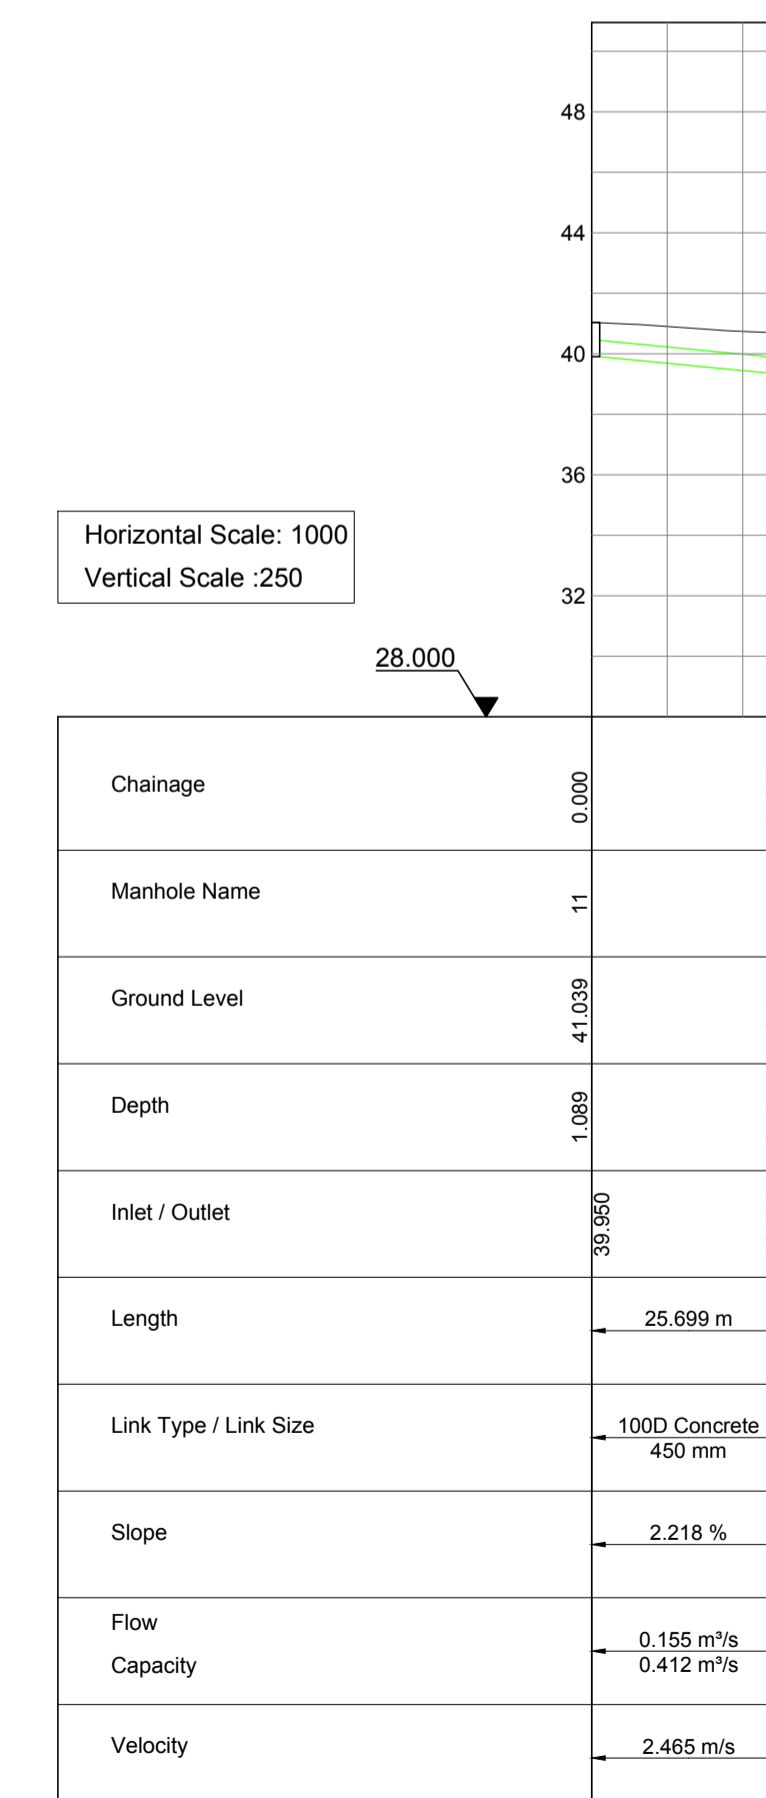 48
44
40
36
32
Horizontal Scale: 1000
Vertical Scale :250
28.000
Chainage
0.000
Manhole Name
11
Ground Level
41.039
Depth
1.089
Inlet / Outlet
39.950
Length
25.699 m
Link Type / Link Size
100D Concrete
450 mm
Slope
2.218 %
Flow
Capacity
0.155 m³/s
0.412 m³/s
Velocity
2.465 m/s